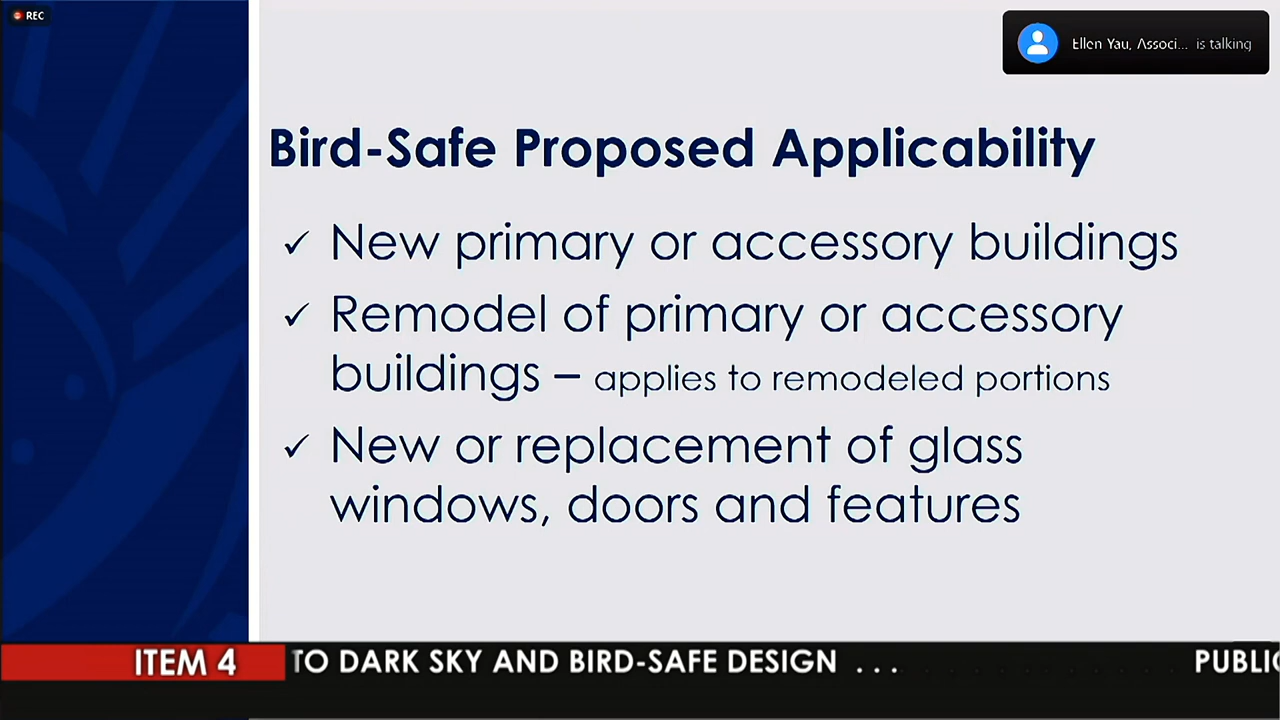 REC
Ellen Yau, Associ... is talking
Bird-Safe Proposed Applicability
✓ New primary or accessory buildings
✓ Remodel of primary or accessory
buildings – applies to remodeled portions
✓ New or replacement of glass
windows, doors and features
ITEM 4 TO DARK SKY AND BIRD-SAFE DESIGN ... PUBLIC